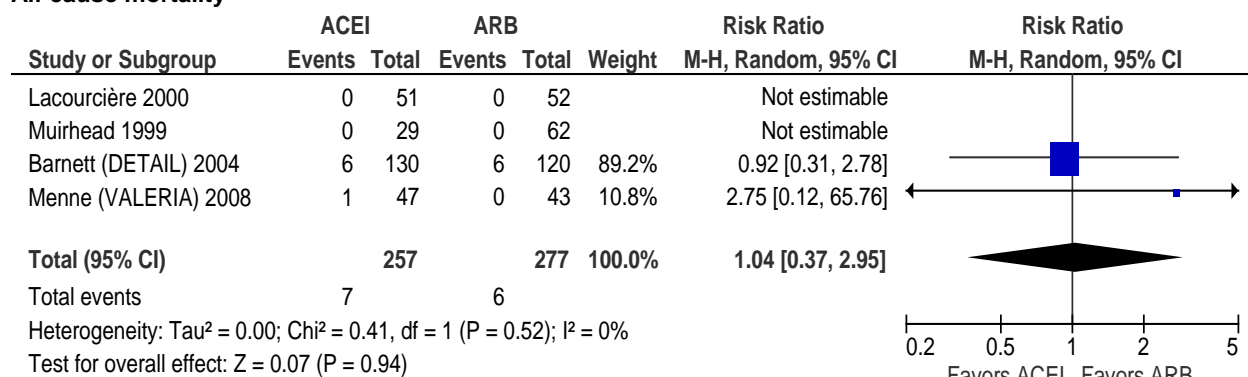 ACEI ARB Risk Ratio Risk Ratio
Study or Subgroup Events Total Events Total Weight M-H, Random, 95% CI M-H, Random, 95% CI
Lacourcière 2000 0 51 0 52 Not estimable
Muirhead 1999 0 29 0 62 Not estimable
Barnett (DETAIL) 2004 6 130 6 120 89.2% 0.92 [0.31, 2.78]
Menne (VALERIA) 2008 1 47 0 43 10.8% 2.75 [0.12, 65.76]
Total (95% CI) 257 277 100.0% 1.04 [0.37, 2.95]
Total events 7 6
Heterogeneity: Tau² = 0.00; Chi² = 0.41, df = 1 (P = 0.52); I² = 0%
Test for overall effect: Z = 0.07 (P = 0.94)
0.2 0.5 1 2 5
Favors ACEI Favors ARB